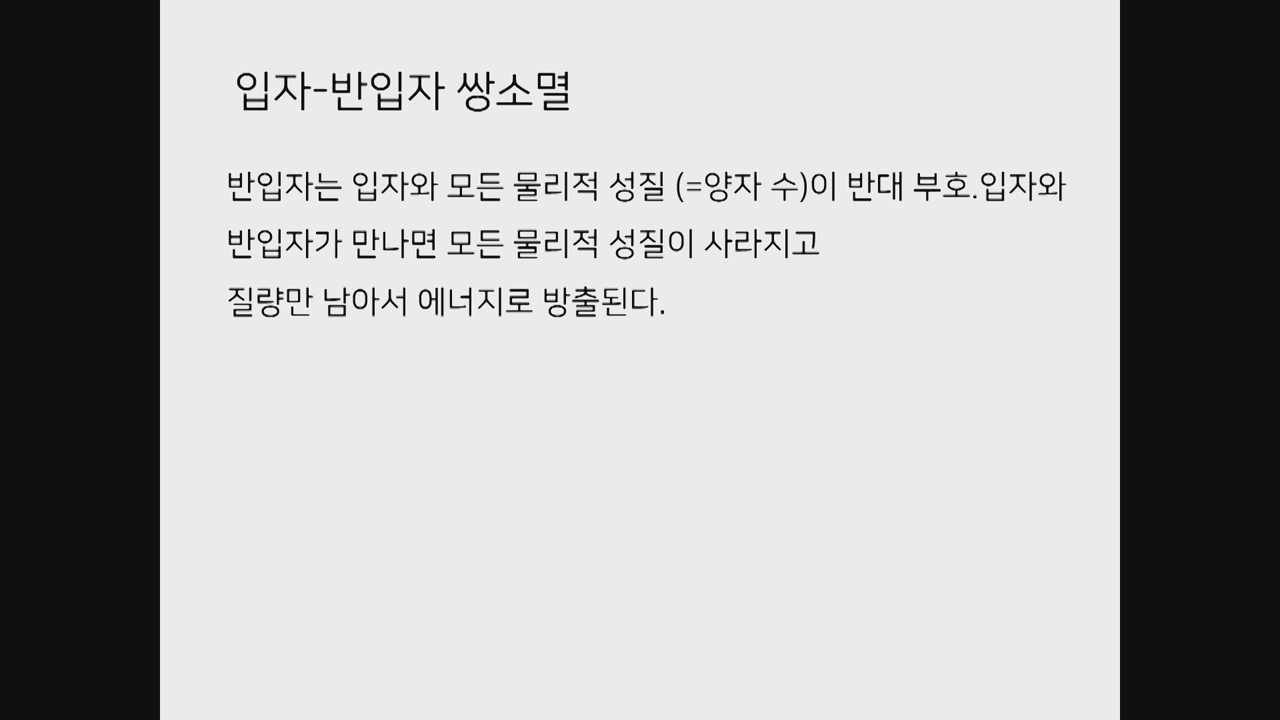 입자-반입자 쌍소멸
반입자는 입자와 모든 물리적 성질 (=양자 수)이 반대 부호.입자와
반입자가 만나면 모든 물리적 성질이 사라지고
질량만 남아서 에너지로 방출된다.